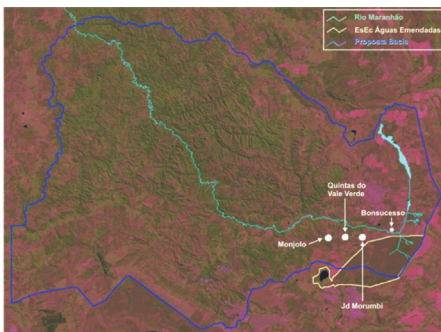 Rio Maranhão
EsEc Águas Emendadas
Proposta Bacia
Quintas do
Vale Verde
Bonsucesso
Monjolo
Jd Morumbi